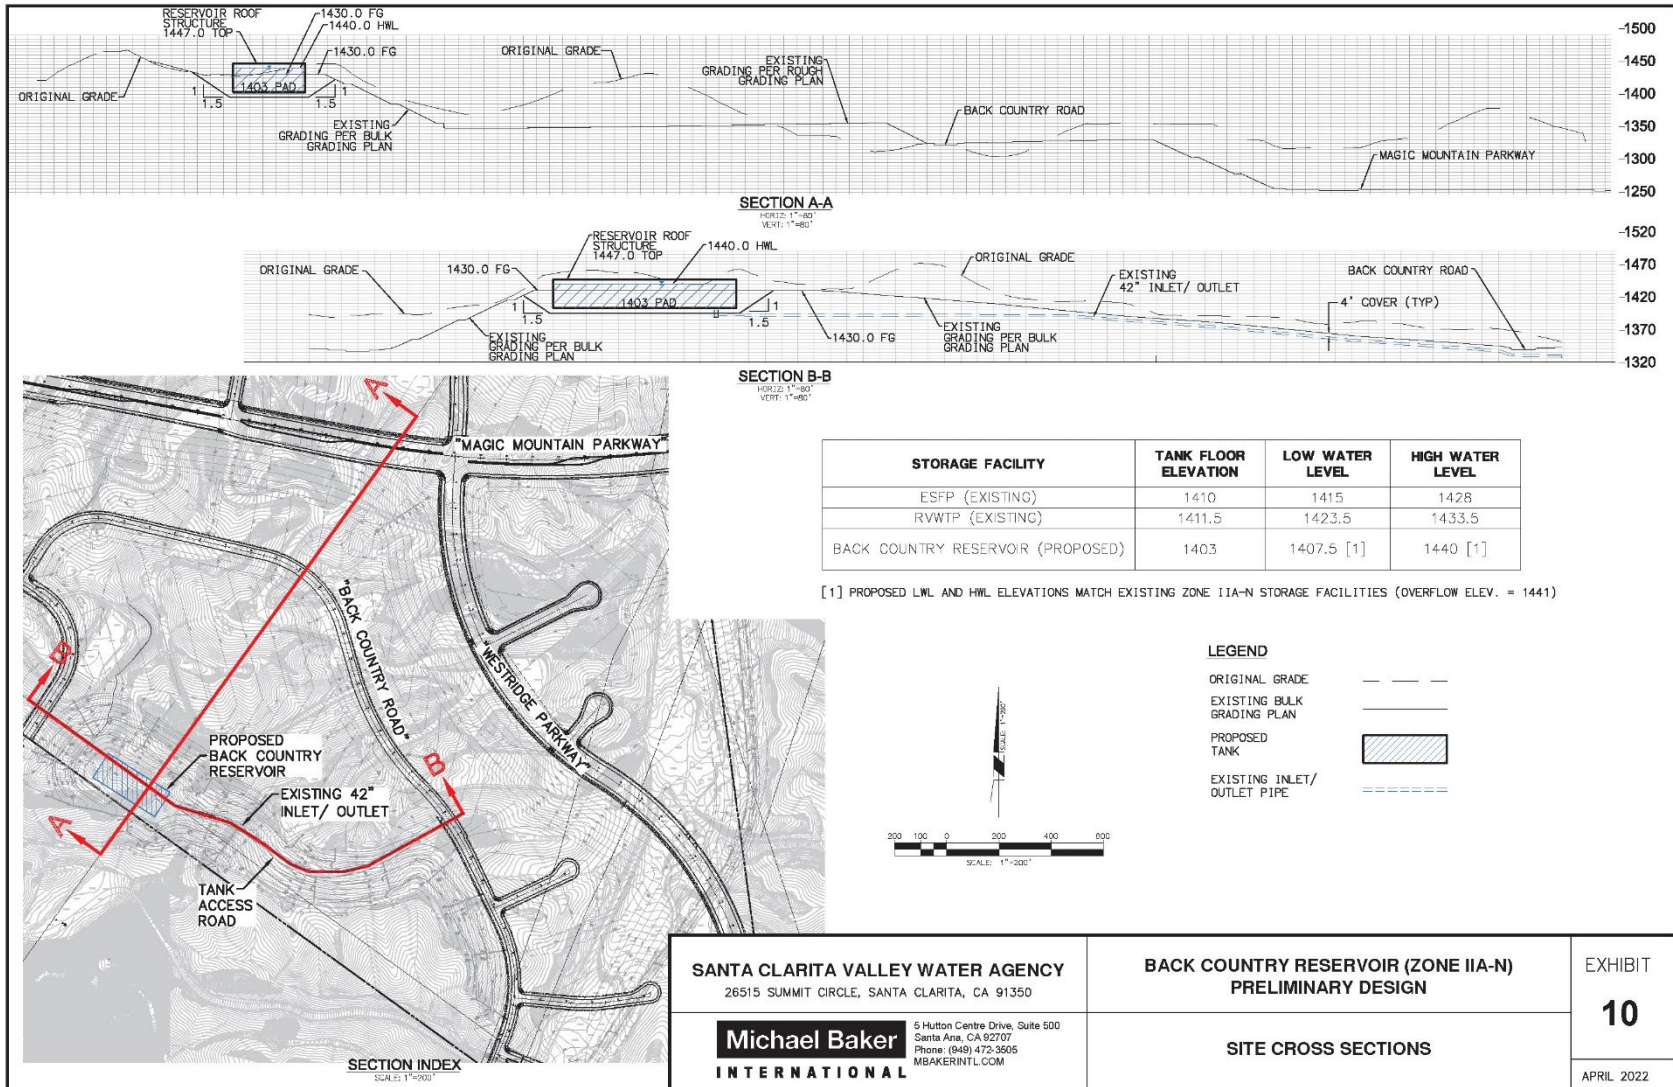 RESERVOIR ROOF
STRUCTURE
1447.0 TOP
1430.0 FG
1440.0 HWL
1430.0 FG
ORIGINAL GRADE
1403 PAD
1
1.5
1
1.5
EXISTING
GRADING PER BULK
GRADING PLAN
ORIGINAL GRADE
EXISTING
GRADING PER ROUGH
GRADING PLAN
BACK COUNTRY ROAD
MAGIC MOUNTAIN PARKWAY
-1500
-1450
-1400
-1350
-1300
-1250
SECTION A-A
HORIZ: 1"=80'
VERT: 1"=80'
-1520
-1470
-1420
-1370
-1320
ORIGINAL GRADE
1430.0 FG
RESERVOIR ROOF
STRUCTURE
1447.0 TOP
1440.0 HWL
1403 PAD
1
1.5
1
1.5
EXISTING
GRADING PER BULK
GRADING PLAN
1430.0 FG
ORIGINAL GRADE
EXISTING
42" INLET/ OUTLET
EXISTING
GRADING PER BULK
GRADING PLAN
BACK COUNTRY ROAD
4' COVER (TYP)
SECTION B-B
HORIZ: 1"=80'
VERT: 1"=80'
A
"MAGIC MOUNTAIN PARKWAY"
"BACK COUNTRY ROAD"
"WESTRIDGE PARKWAY"
B
PROPOSED
BACK COUNTRY
RESERVOIR
EXISTING 42"
INLET/ OUTLET
B
A
TANK
ACCESS
ROAD
SECTION INDEX
SCALE: 1"=200'
STORAGE FACILITY TANK FLOOR ELEVATION LOW WATER LEVEL HIGH WATER LEVEL
ESFP (EXISTING) 1410 1415 1428
RVWTP (EXISTING) 1411.5 1423.5 1433.5
BACK COUNTRY RESERVOIR (PROPOSED) 1403 1407.5 [1] 1440 [1]
[1] PROPOSED LWL AND HWL ELEVATIONS MATCH EXISTING ZONE IIA-N STORAGE FACILITIES (OVERFLOW ELEV. = 1441)
LEGEND
ORIGINAL GRADE
EXISTING BULK
GRADING PLAN
PROPOSED
TANK
EXISTING INLET/
OUTLET PIPE
SCALE: 1"=200'
200 100 0 200 400 600
SCALE: 1"=200'
SANTA CLARITA VALLEY WATER AGENCY
26515 SUMMIT CIRCLE, SANTA CLARITA, CA 91350
Michael Baker
INTERNATIONAL
5 Hutton Centre Drive, Suite 500
Santa Ana, CA 92707
Phone: (949) 472-3505
MBAKERINTL.COM
BACK COUNTRY RESERVOIR (ZONE IIA-N)
PRELIMINARY DESIGN
SITE CROSS SECTIONS
EXHIBIT
10
APRIL 2022